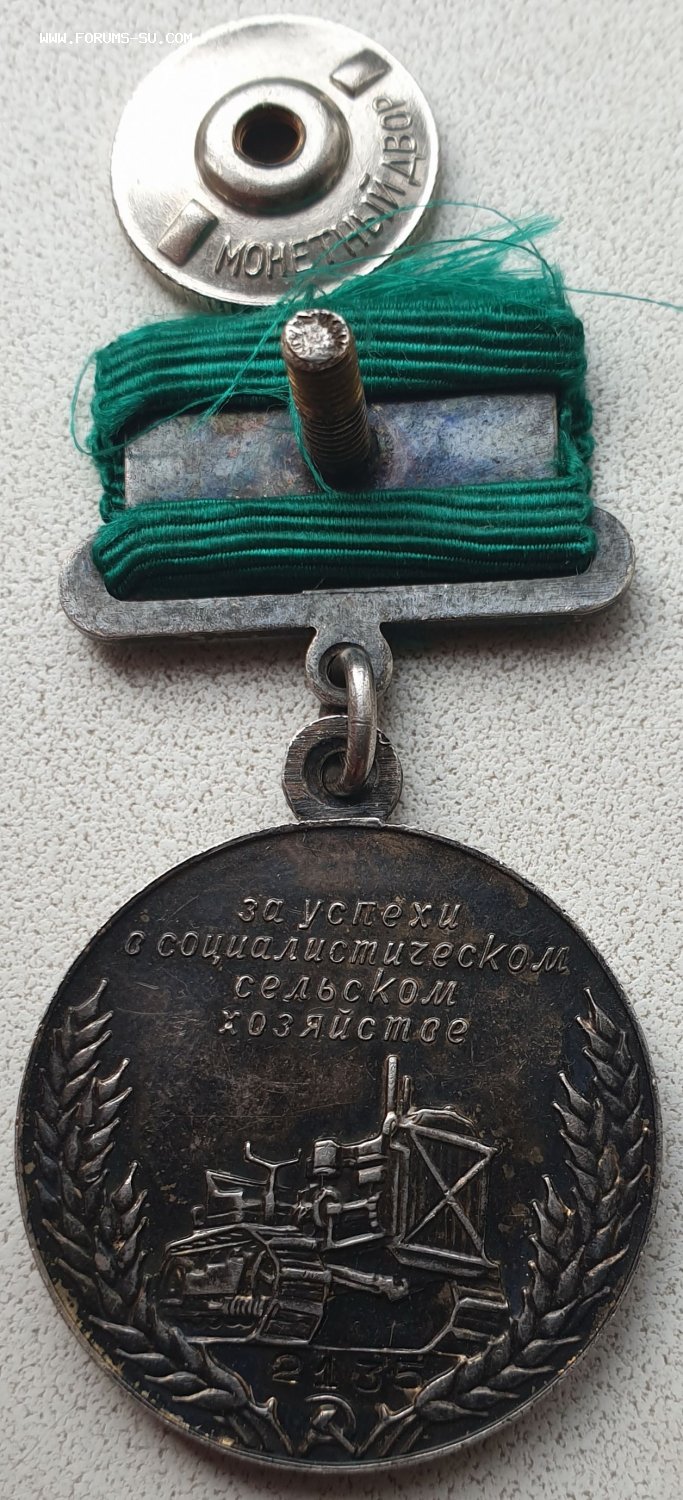 WWW.FORUMS-SU.COM
МОНЕТНЫЙ ДВОР
за успехи
в социалистическом
сельском
хозяйстве
2135